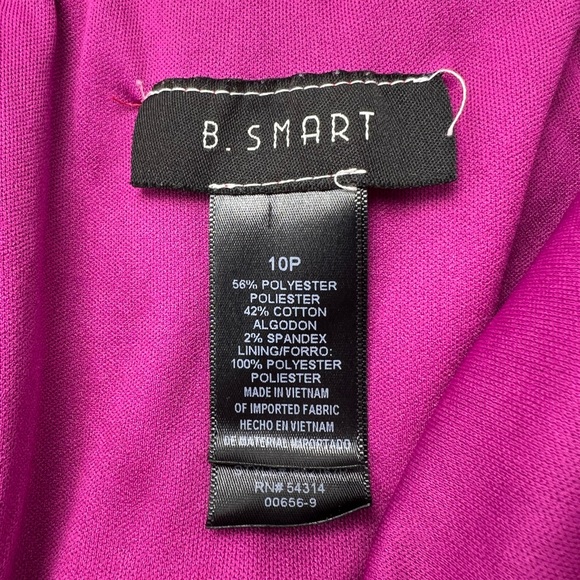 B. SMART
10P
56% POLYESTER
POLIESTER
42% COTTON
ALGODON
2% SPANDEX
LINING/FORRO:
100% POLYESTER
POLIESTER
MADE IN VIETNAM
OF IMPORTED FABRIC
HECHO EN VIETNAM
DE MATERIAL IMPORTADO
RN# 54314
00656-9